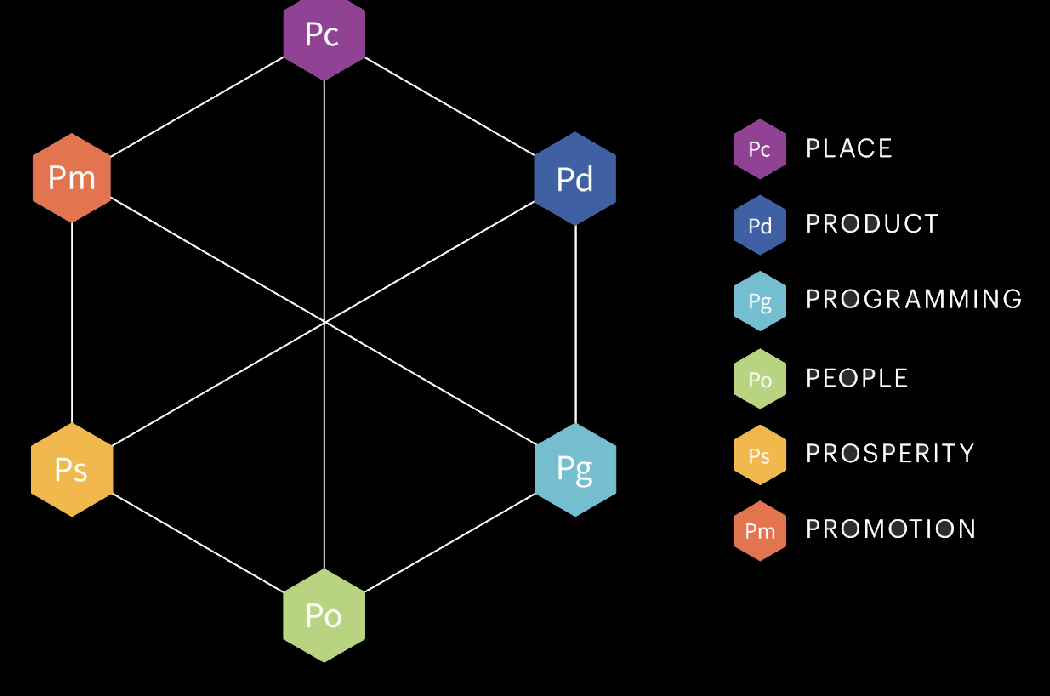 Pc
Pm
Pd
Ps
Pg
Po
Pc PLACE
Pd PRODUCT
Pg PROGRAMMING
Po PEOPLE
Ps PROSPERITY
Pm PROMOTION